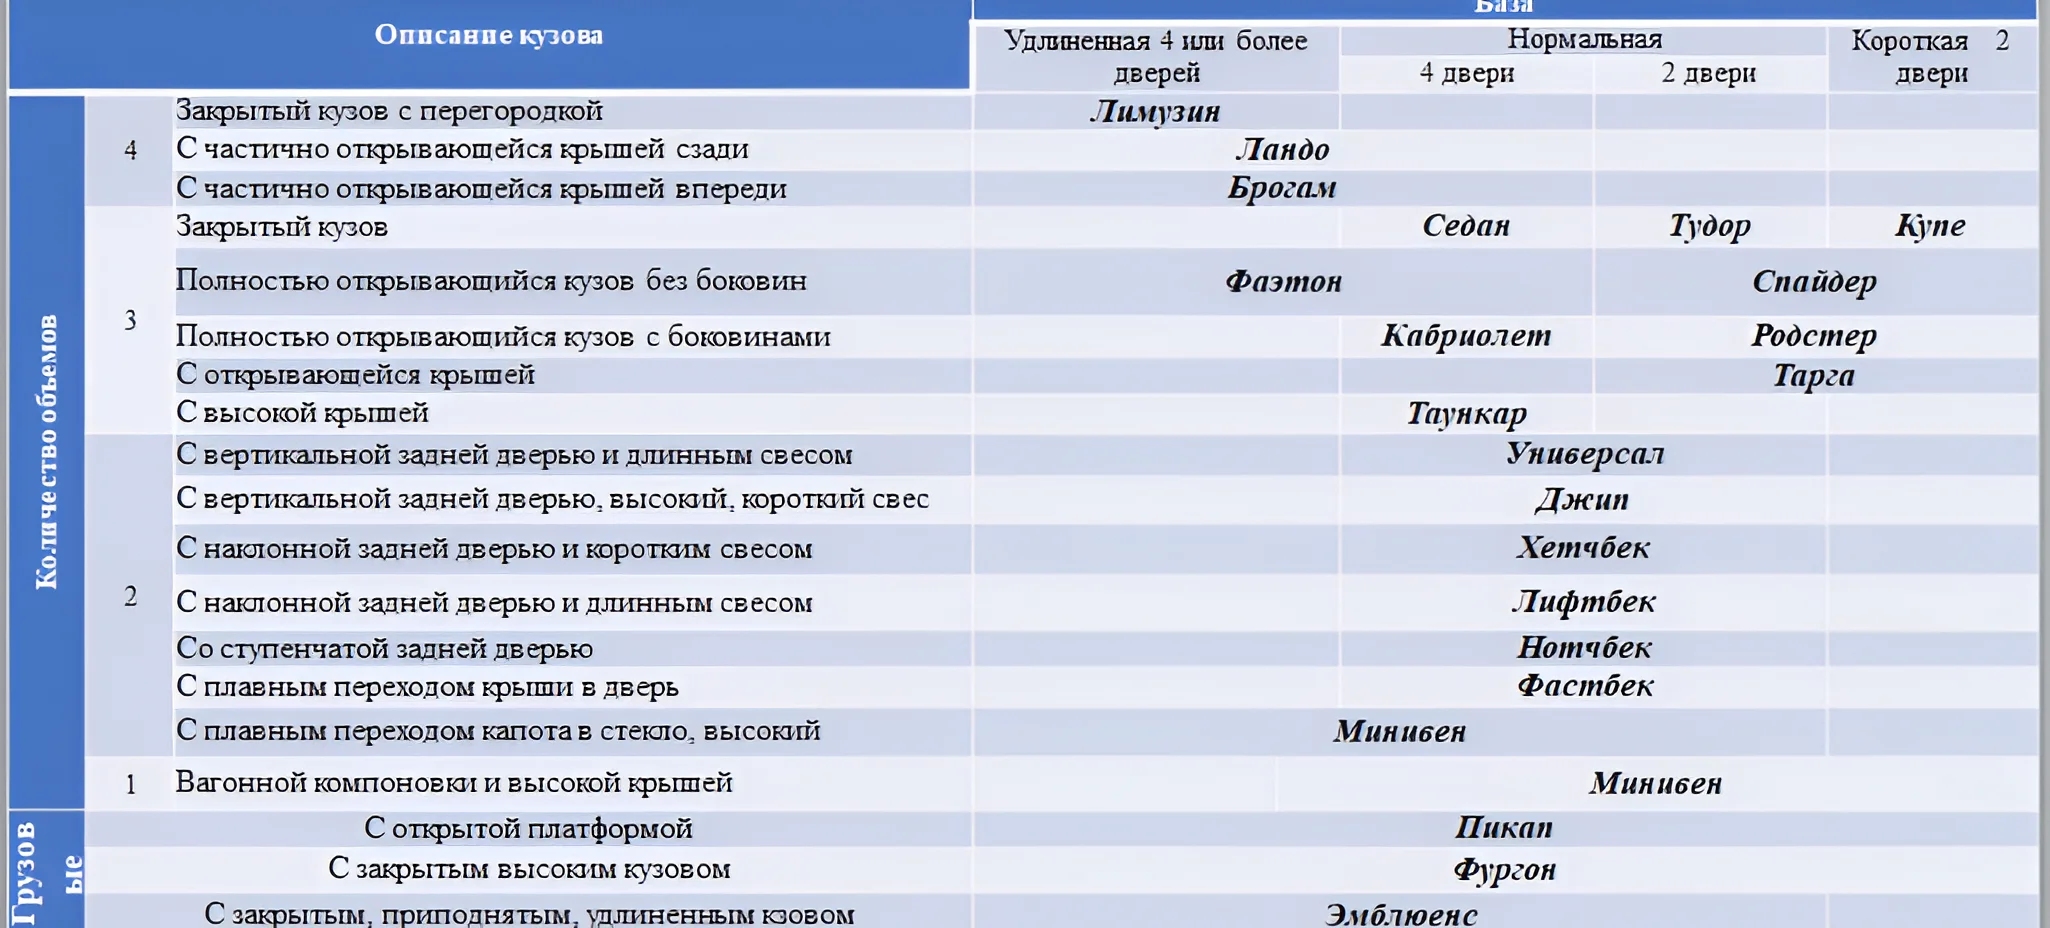 База
Описание кузова
Удлиненная 4 или более дверей
Нормальная
Короткая 2 двери
4 двери
2 двери
Количество объемов
4
Закрытый кузов с перегородкой
Лимузин
С частично открывающейся крышей сзади
Ландо
С частично открывающейся крышей впереди
Брогам
3
Закрытый кузов
Седан
Тудор
Купе
Полностью открывающийся кузов без боковин
Фаэтон
Спайдер
Полностью открывающийся кузов с боковинами
Кабриолет
Родстер
С открывающейся крышей
Тарга
С высокой крышей
Таункар
2
С вертикальной задней дверью и длинным свесом
Универсал
С вертикальной задней дверью, высокий, короткий свес
Джип
С наклонной задней дверью и коротким свесом
Хетчбек
С наклонной задней дверью и длинным свесом
Лифтбек
Со ступенчатой задней дверью
Нотчбек
С плавным переходом крыши в дверь
Фастбек
С плавным переходом капота в стекло, высокий
Минивен
1
Вагонной компоновки и высокой крышей
Минивен
Грузов
ые
С открытой платформой
Пикап
С закрытым высоким кузовом
Фургон
С закрытым, приподнятым, удлиненным кзовом
Эмблюенс